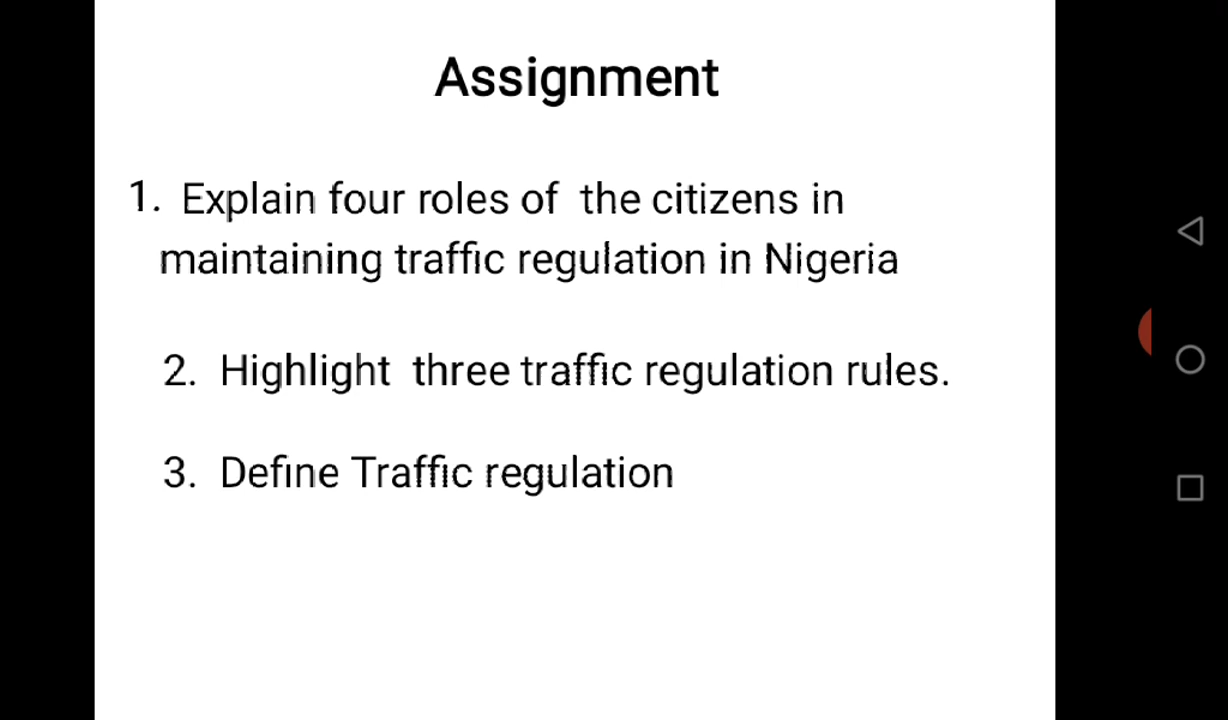 Assignment
1. Explain four roles of the citizens in
maintaining traffic regulation in Nigeria
2. Highlight three traffic regulation rules.
3. Define Traffic regulation